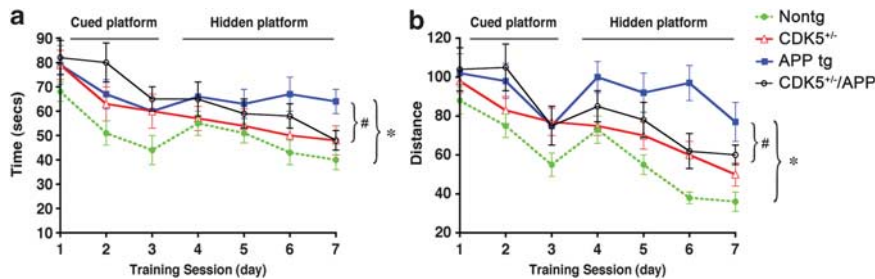 a
Cued platform
Hidden platform
Time (secs)
90
80
70
60
50
40
30
20
10
1 2 3 4 5 6 7
Training Session (day)
#
*
b
Cued platform
Hidden platform
Distance
120
100
80
60
40
20
0
1 2 3 4 5 6 7
Training Session (day)
#
*
Nontg
CDK5+/-
APP tg
CDK5+/-/APP